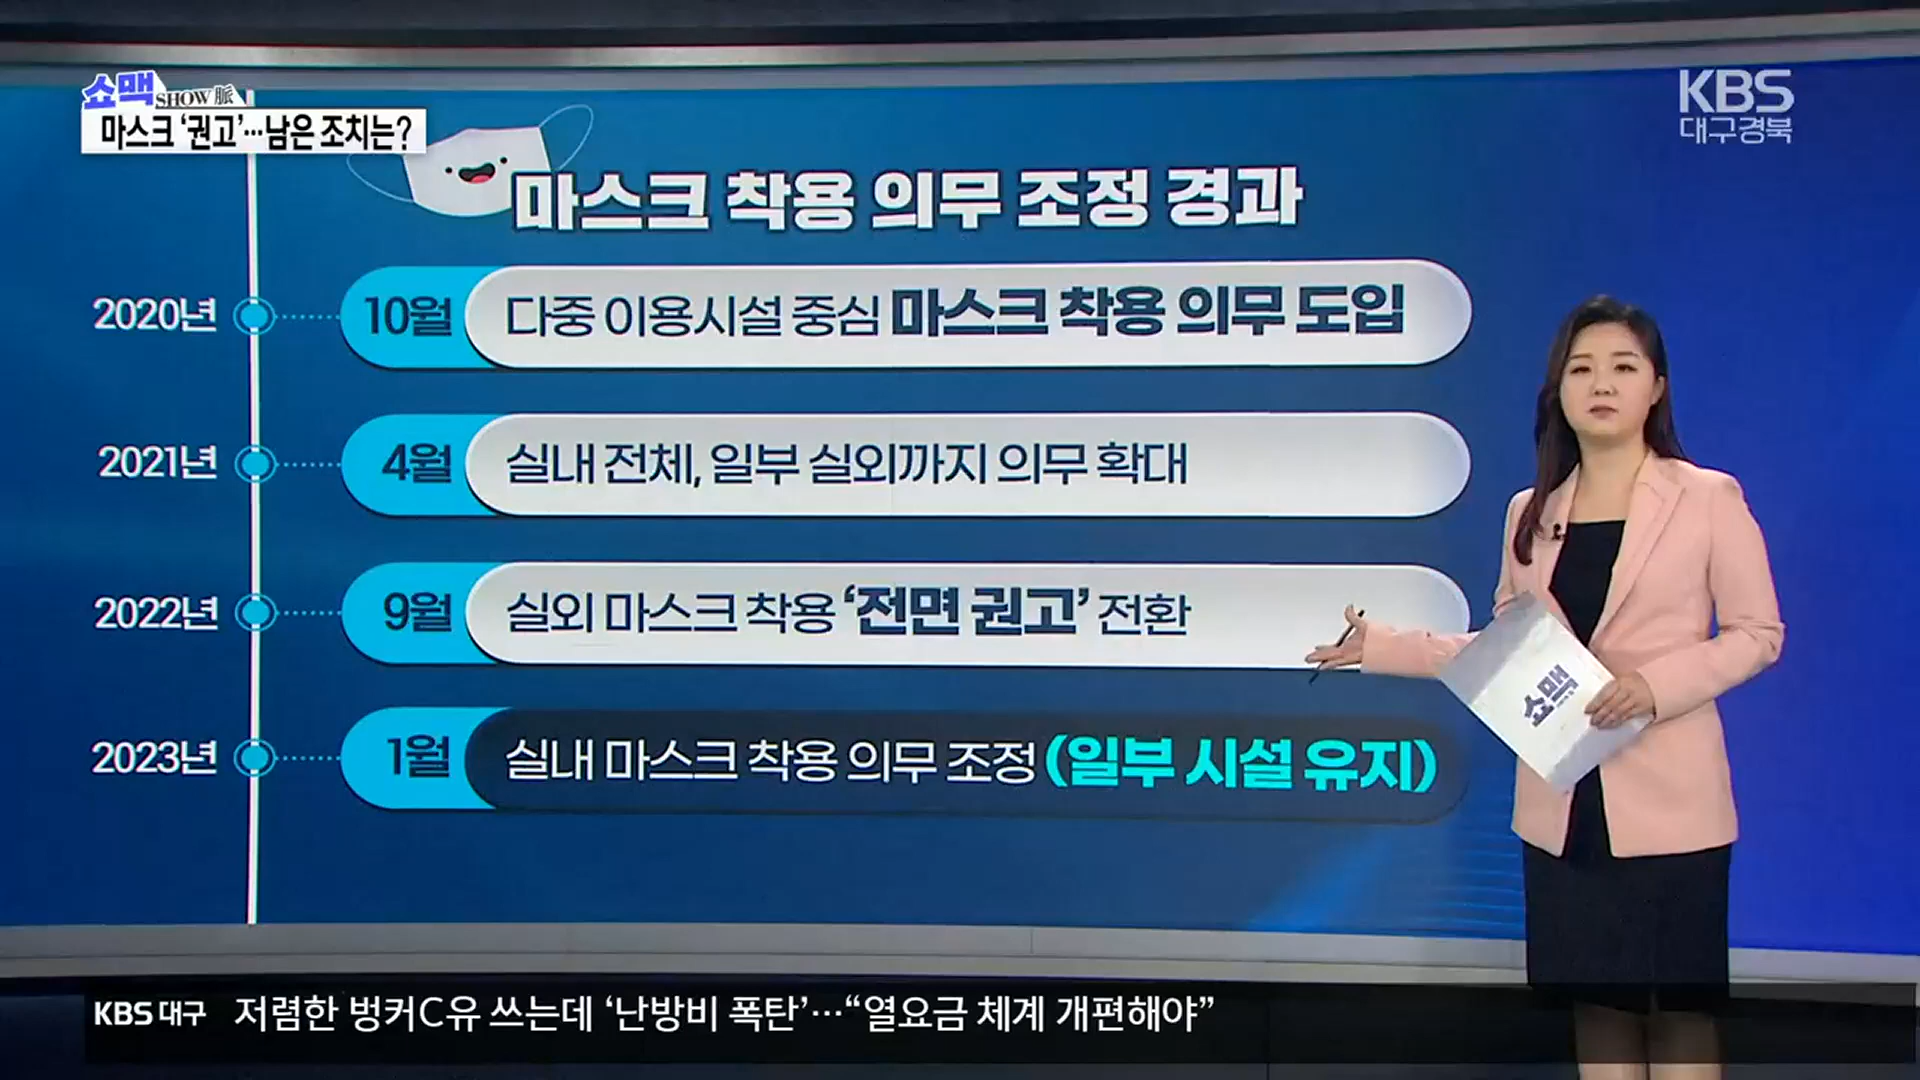 쇼맥 SHOW 脈
마스크 '권고'…남은 조치는?
KBS
대구경북
마스크 착용 의무 조정 경과
2020년 10월 다중 이용시설 중심 마스크 착용 의무 도입
2021년 4월 실내 전체, 일부 실외까지 의무 확대
2022년 9월 실외 마스크 착용 '전면 권고' 전환
2023년 1월 실내 마스크 착용 의무 조정 (일부 시설 유지)
쇼맥
KBS 대구 저렴한 벙커C유 쓰는데 '난방비 폭탄'…"열요금 체계 개편해야"